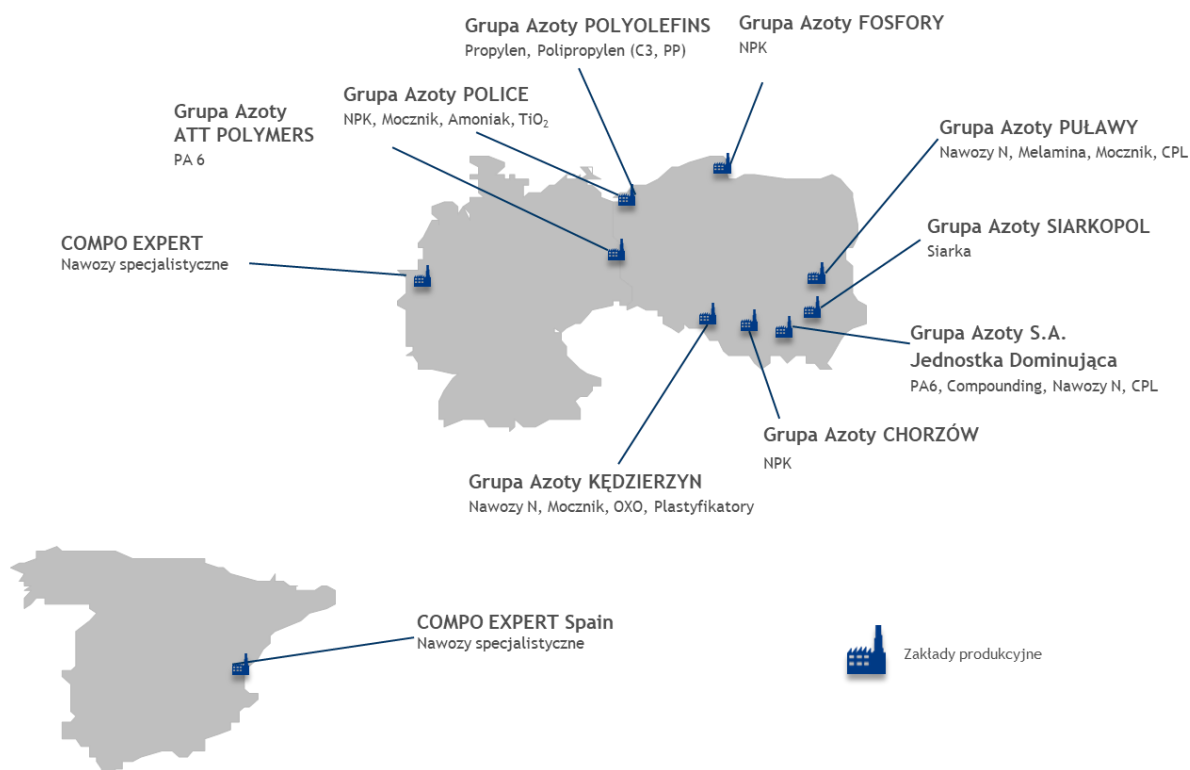 Grupa Azoty POLYOLEFINS
Propylen, Polipropylen (C3, PP)
Grupa Azoty FOSFORY
NPK
Grupa Azoty POLICE
NPK, Mocznik, Amoniak, TiO₂
Grupa Azoty
ATT POLYMERS
PA 6
Grupa Azoty PUŁAWY
Nawozy N, Melamina, Mocznik, CPL
COMPO EXPERT
Nawozy specjalistyczne
Grupa Azoty SIARKOPOL
Siarka
Grupa Azoty S.A.
Jednostka Dominująca
PA6, Compounding, Nawozy N, CPL
Grupa Azoty CHORZÓW
NPK
Grupa Azoty KĘDZIERZYN
Nawozy N, Mocznik, OXO, Plastyfikatory
COMPO EXPERT Spain
Nawozy specjalistyczne
Zakłady produkcyjne